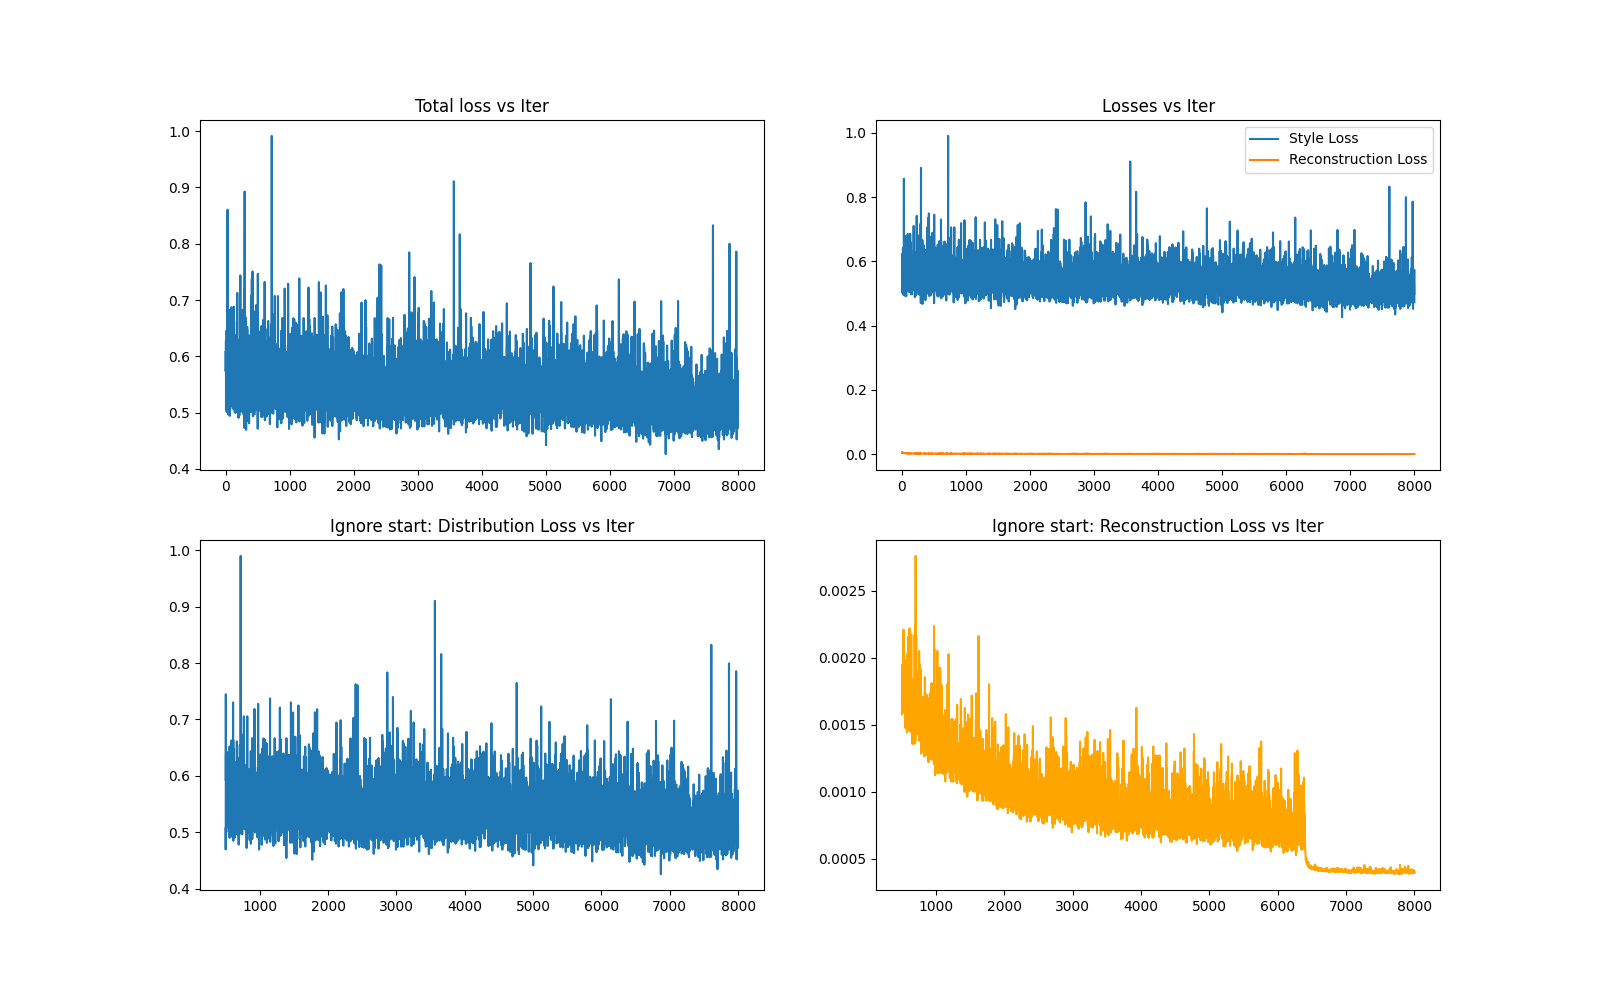 Total loss vs Iter
1.0
0.9
0.8
0.7
0.6
0.5
0.4
0 1000 2000 3000 4000 5000 6000 7000 8000
Losses vs Iter
Style Loss
Reconstruction Loss
1.0
0.8
0.6
0.4
0.2
0.0
0 1000 2000 3000 4000 5000 6000 7000 8000
Ignore start: Distribution Loss vs Iter
1.0
0.9
0.8
0.7
0.6
0.5
0.4
1000 2000 3000 4000 5000 6000 7000 8000
Ignore start: Reconstruction Loss vs Iter
0.0025
0.0020
0.0015
0.0010
0.0005
1000 2000 3000 4000 5000 6000 7000 8000